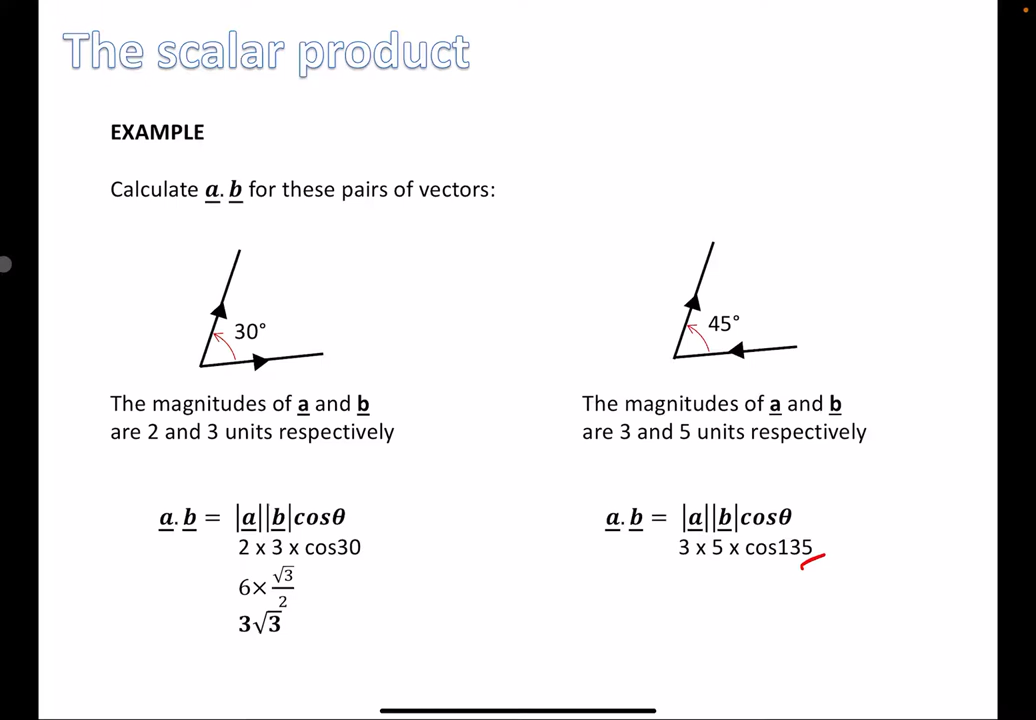 The scalar product
EXAMPLE
Calculate a.b for these pairs of vectors:
30°
45°
The magnitudes of a and b
are 2 and 3 units respectively
The magnitudes of a and b
are 3 and 5 units respectively
a.b = |a||b|cosθ
2 x 3 x cos30
6×√3/2
3√3
a.b = |a||b|cosθ
3 x 5 x cos135